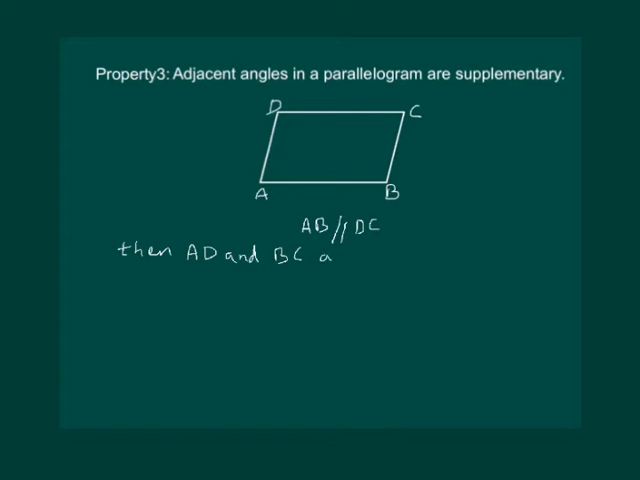 Property3: Adjacent angles in a parallelogram are supplementary.
D C
A B
AB // DC
then AD and BC a